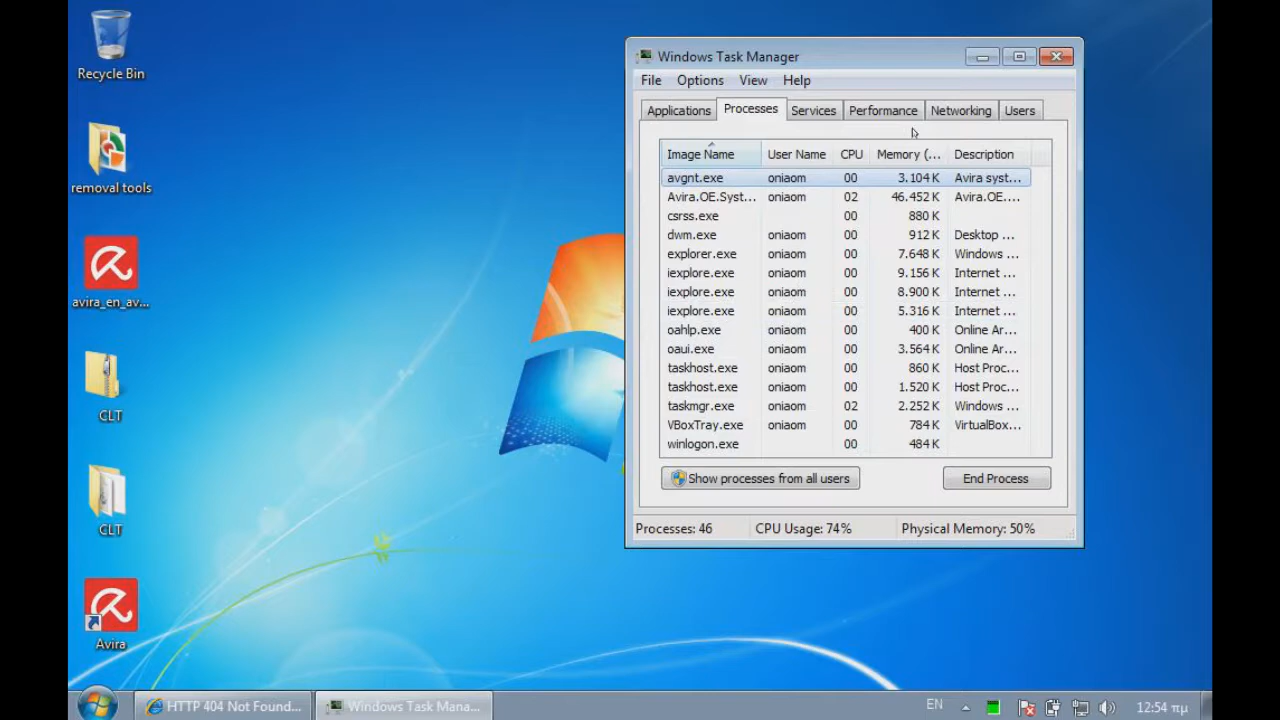 Recycle Bin
removal tools
avira_en_av...
CLT
CLT
Avira
Windows Task Manager
File Options View Help
Applications Processes Services Performance Networking Users
Image Name User Name CPU Memory (... Description
avgnt.exe oniaom 00 3.104 K Avira syst...
Avira.OE.Syst... oniaom 02 46.452 K Avira.OE....
csrss.exe 00 880 K
dwm.exe oniaom 00 912 K Desktop ...
explorer.exe oniaom 00 7.648 K Windows ...
iexplore.exe oniaom 00 9.156 K Internet ...
iexplore.exe oniaom 00 8.900 K Internet ...
iexplore.exe oniaom 00 5.316 K Internet ...
oahlp.exe oniaom 00 400 K Online Ar...
oaui.exe oniaom 00 3.564 K Online Ar...
taskhost.exe oniaom 00 860 K Host Proc...
taskhost.exe oniaom 00 1.520 K Host Proc...
taskmgr.exe oniaom 02 2.252 K Windows ...
VBoxTray.exe oniaom 00 784 K VirtualBox...
winlogon.exe 00 484 K
Show processes from all users End Process
Processes: 46 CPU Usage: 74% Physical Memory: 50%
HTTP 404 Not Found... Windows Task Mana... EN 12:54 πμ